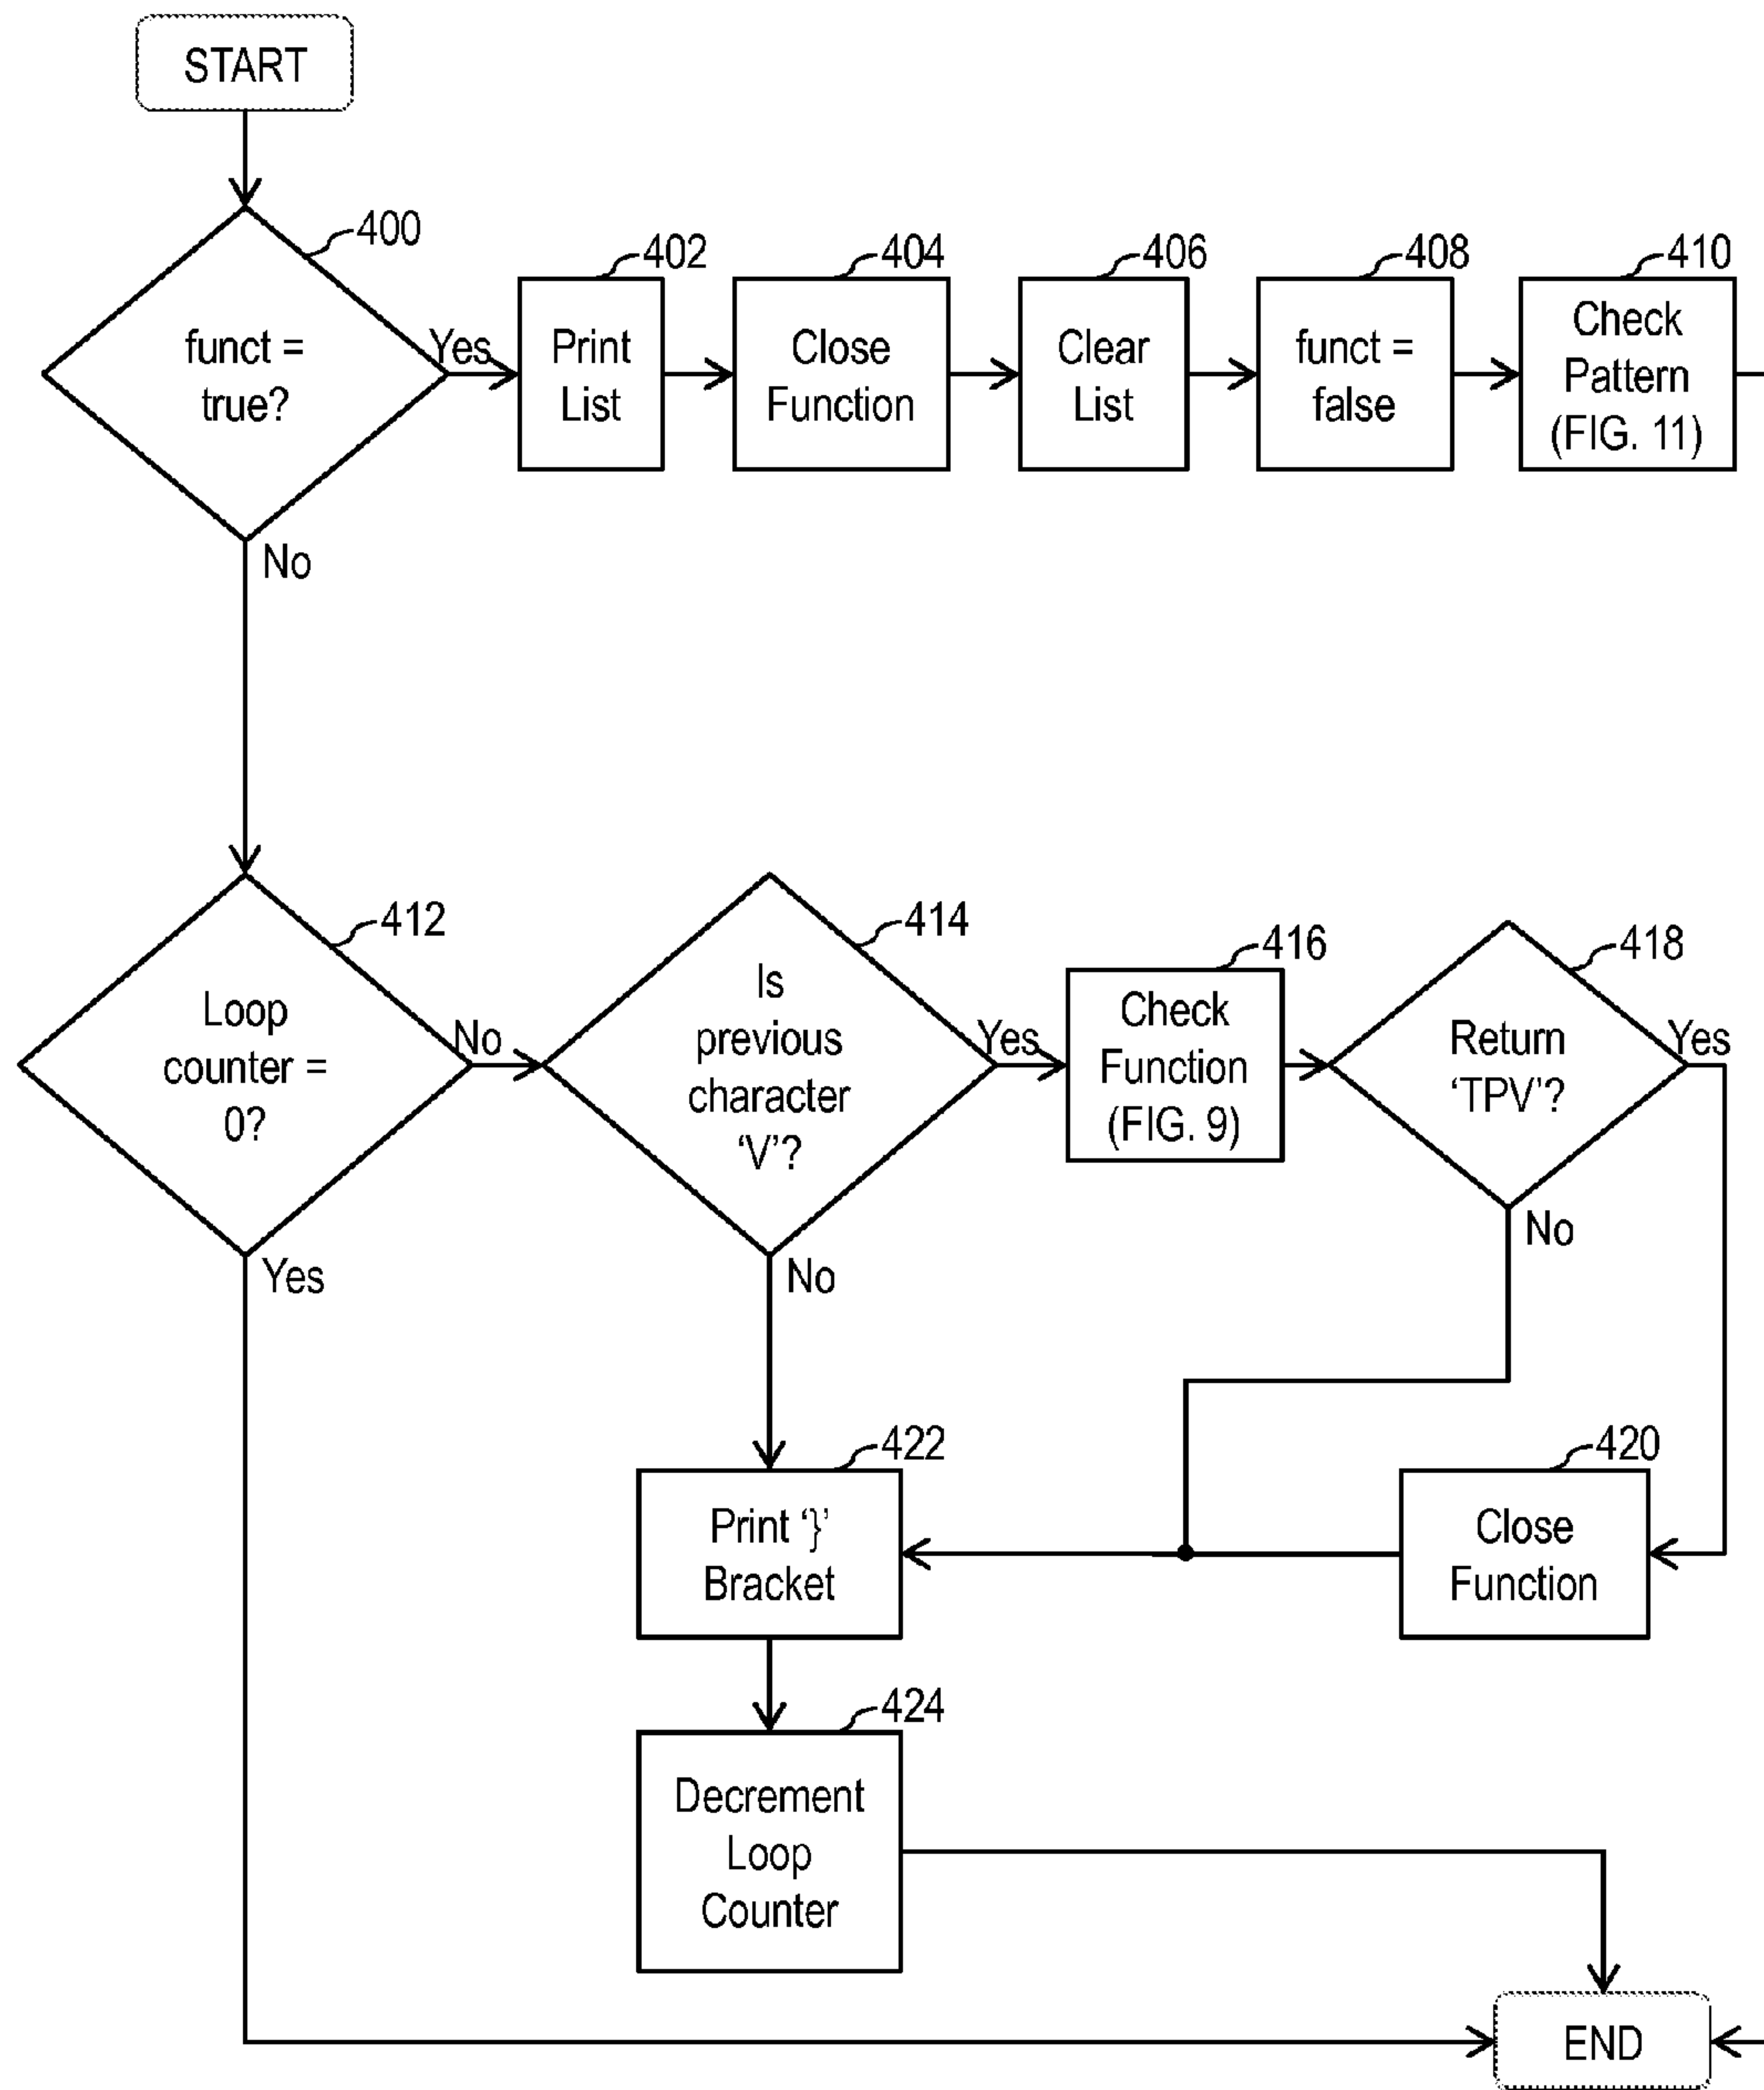 START
400
funct =
true?
Yes
No
402
Print
List
404
Close
Function
406
Clear
List
408
funct =
false
410
Check
Pattern
(FIG. 11)
412
Loop
counter =
0?
No
Yes
414
Is
previous
character
‘V’?
Yes
No
416
Check
Function
(FIG. 9)
418
Return
‘TPV’?
Yes
No
420
Close
Function
422
Print ‘}’
Bracket
424
Decrement
Loop
Counter
END